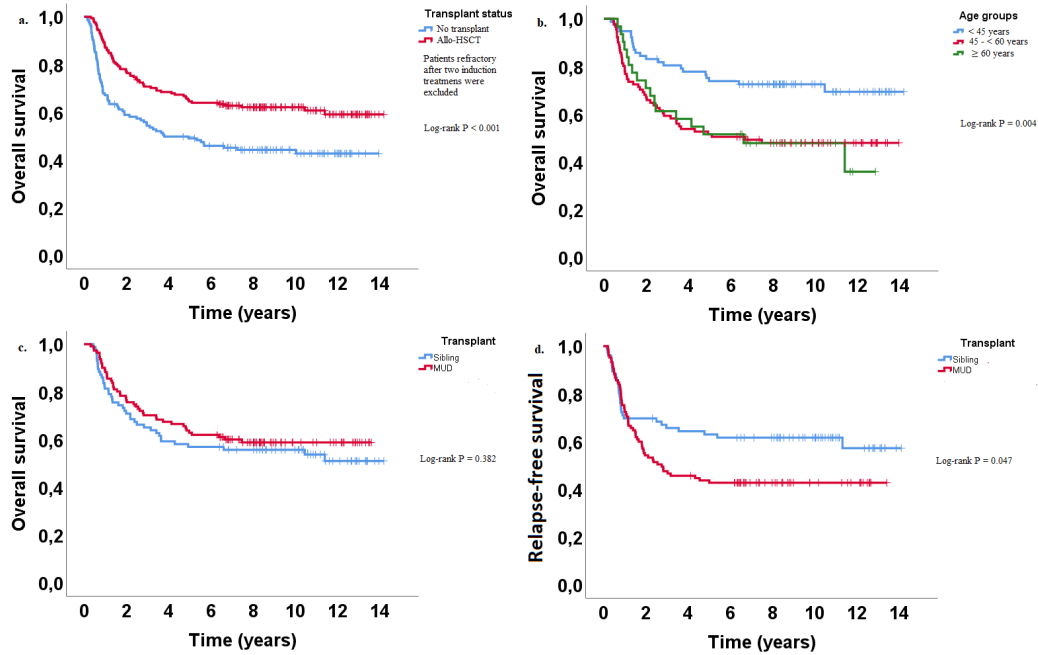 a.
Transplant status
No transplant
Allo-HSCT
Patients refractory
after two induction
treatmens were
excluded
Log-rank P < 0.001
Overall survival
1,0
0,8
0,6
0,4
0,2
0,0
0 2 4 6 8 10 12 14
Time (years)
b.
Age groups
< 45 years
45 - < 60 years
≥ 60 years
Log-rank P = 0.004
Overall survival
1,0
0,8
0,6
0,4
0,2
0,0
0 2 4 6 8 10 12 14
Time (years)
c.
Transplant
Sibling
MUD
Log-rank P = 0.382
Overall survival
1,0
0,8
0,6
0,4
0,2
0,0
0 2 4 6 8 10 12 14
Time (years)
d.
Transplant
Sibling
MUD
Log-rank P = 0.047
Relapse-free survival
1,0
0,8
0,6
0,4
0,2
0,0
0 2 4 6 8 10 12 14
Time (years)